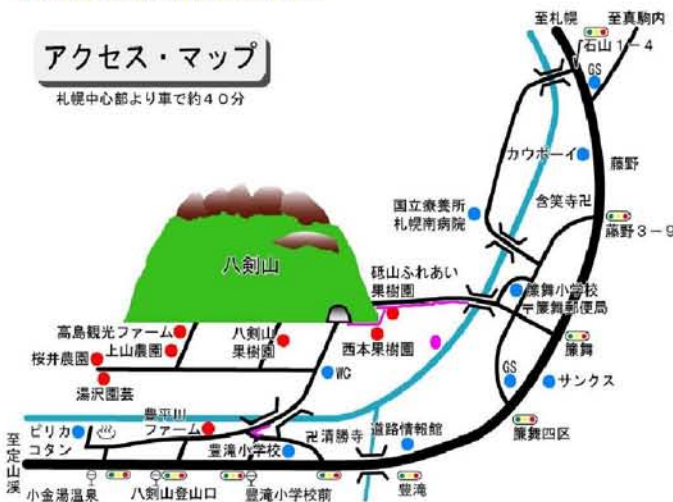 アクセス・マップ
札幌中心部より車で約４０分
至札幌
至真駒内
石山１－４
GS
カウボーイ
藤野
国立療養所
札幌南病院
含笑寺卍
藤野３－９
八剣山
砥山ふれあい
果樹園
簾舞小学校
〒簾舞郵便局
高島観光ファーム
上山農園
八剣山
果樹園
西本果樹園
簾舞
桜井農園
湯沢園芸
WC
GS
サンクス
豊平川
ファーム
簾舞四区
ピリカ
コタン
♨
豊滝小学校
卍清勝寺
道路情報館
至定山渓
小金湯温泉
八剣山登山口
豊滝小学校前
豊滝